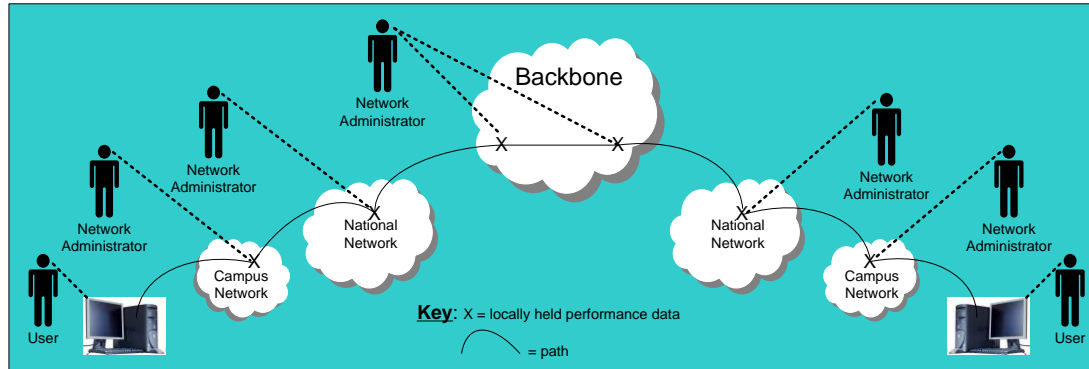 Backbone
Network
Administrator
Network
Administrator
Network
Administrator
Network
Administrator
Network
Administrator
National
Network
National
Network
Campus
Network
Campus
Network
User
User
Key: X = locally held performance data
= path
X
X
X
X
X
X